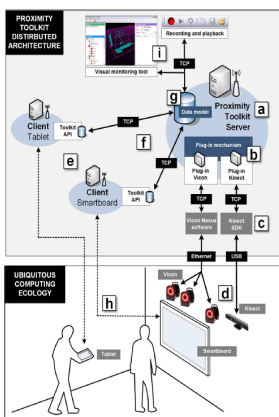 PROXIMITY TOOLKIT
DISTRBUTED
ARCHITECTURE
i
Recording and playback
TCP
Visual monitoring tool
g
Data model
Proximity
Toolkit
Server
a
Client
Tablet
Toolkit
API
TCP
f
TCP
e
Client
Smartboard
Toolkit
API
Plug-in mechanism
b
Plug-in
Vicon
Plug-in
Kinect
TCP
TCP
Vicon Nexus
software
Kinect
SDK
c
Ethernet
USB
UBIQUITOUS
COMPUTING
ECOLOGY
h
Vicon
d
Kinect
Tablet
Smartboard